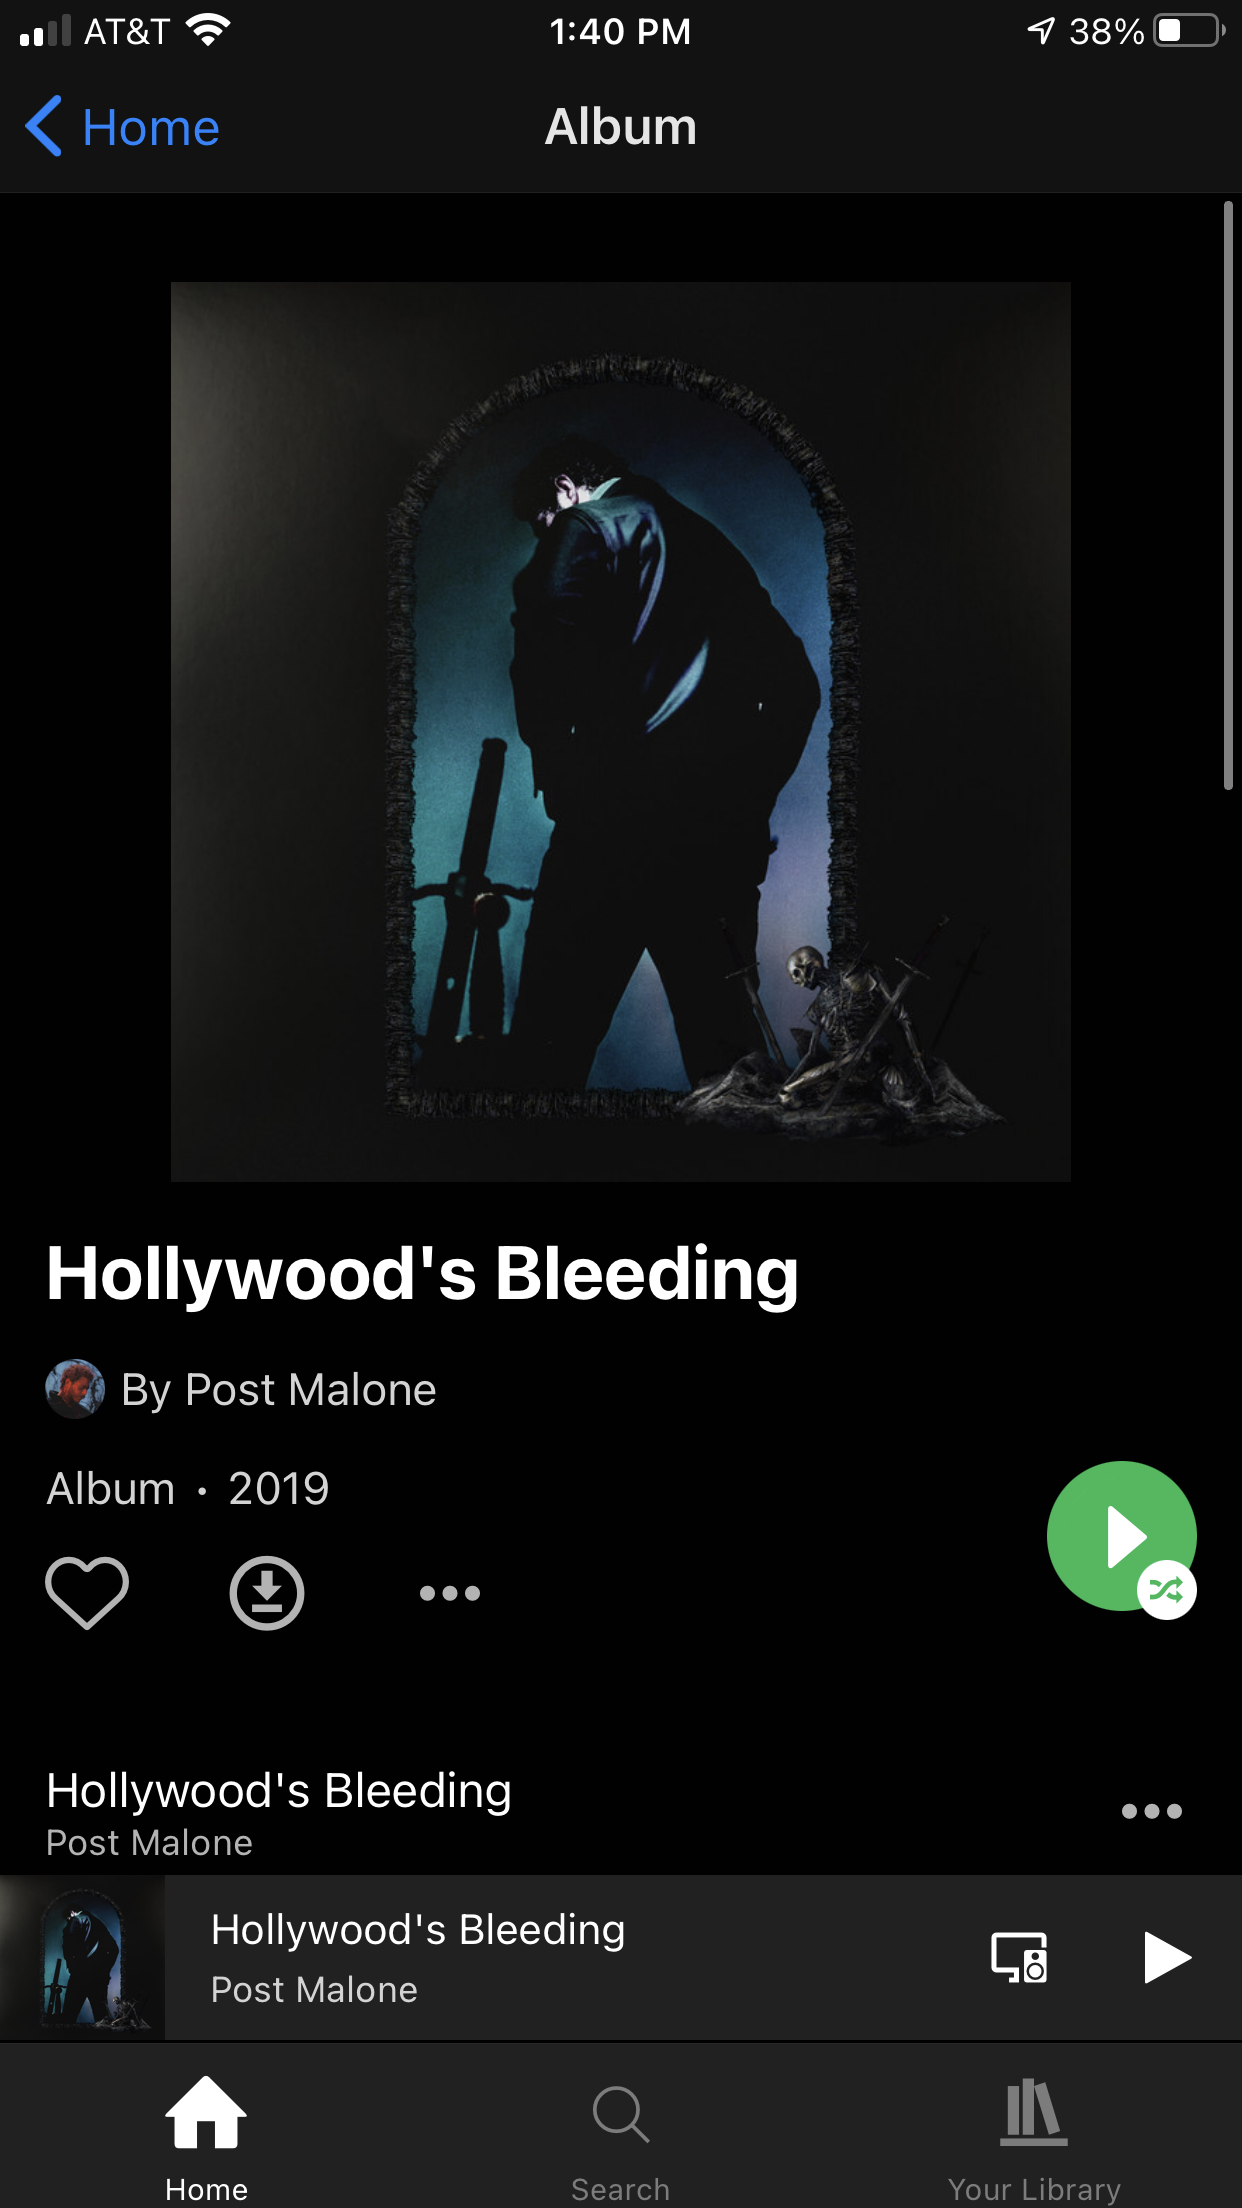 AT&T 1:40 PM 38%
Home Album
Hollywood's Bleeding
By Post Malone
Album • 2019
Hollywood's Bleeding
Post Malone
Hollywood's Bleeding
Post Malone
Home Search Your Library